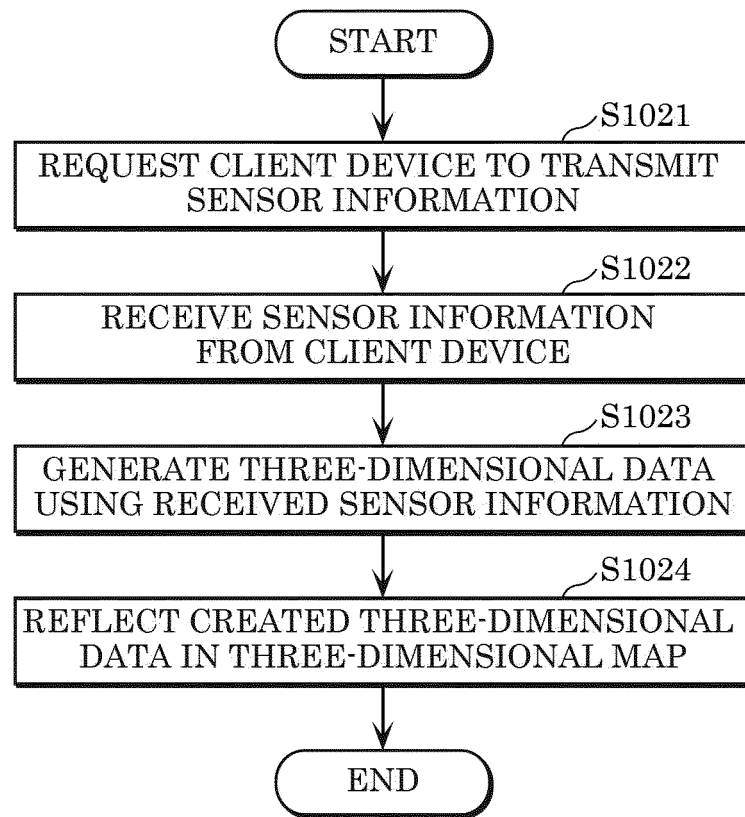 START
S1021
REQUEST CLIENT DEVICE TO TRANSMIT
SENSOR INFORMATION
S1022
RECEIVE SENSOR INFORMATION
FROM CLIENT DEVICE
S1023
GENERATE THREE-DIMENSIONAL DATA
USING RECEIVED SENSOR INFORMATION
S1024
REFLECT CREATED THREE-DIMENSIONAL
DATA IN THREE-DIMENSIONAL MAP
END